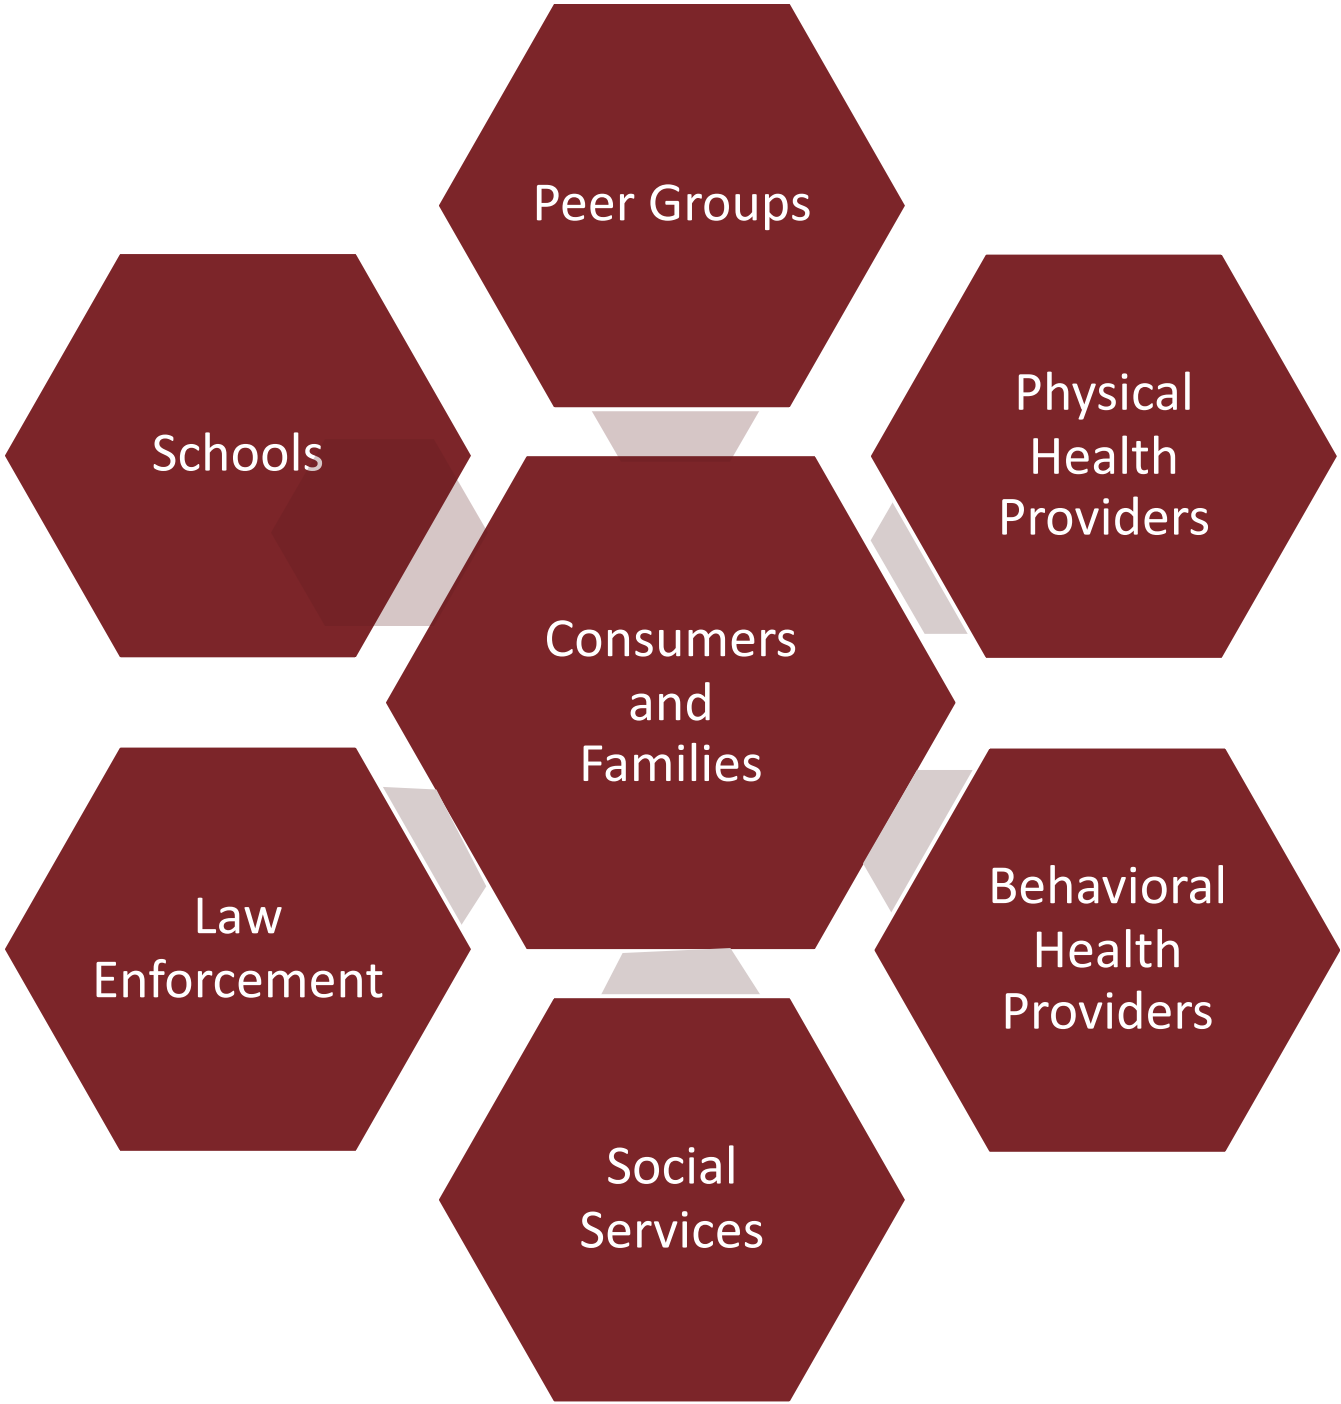 Peer Groups
Physical
Health
Providers
Schools
Consumers
and
Families
Behavioral
Health
Providers
Law
Enforcement
Social
Services